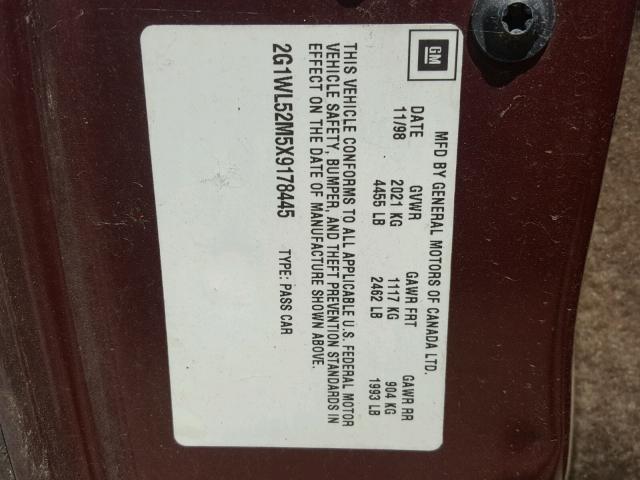 GM
MFD BY GENERAL MOTORS OF CANADA LTD.
DATE GVWR GAWR FRT GAWR RR
11/98 2021 KG 1117 KG 904 KG
4455 LB 2462 LB 1993 LB
THIS VEHICLE CONFORMS TO ALL APPLICABLE U.S. FEDERAL MOTOR
VEHICLE SAFETY, BUMPER, AND THEFT PREVENTION STANDARDS IN
EFFECT ON THE DATE OF MANUFACTURE SHOWN ABOVE.
2G1WL52M5X9178445 TYPE: PASS CAR